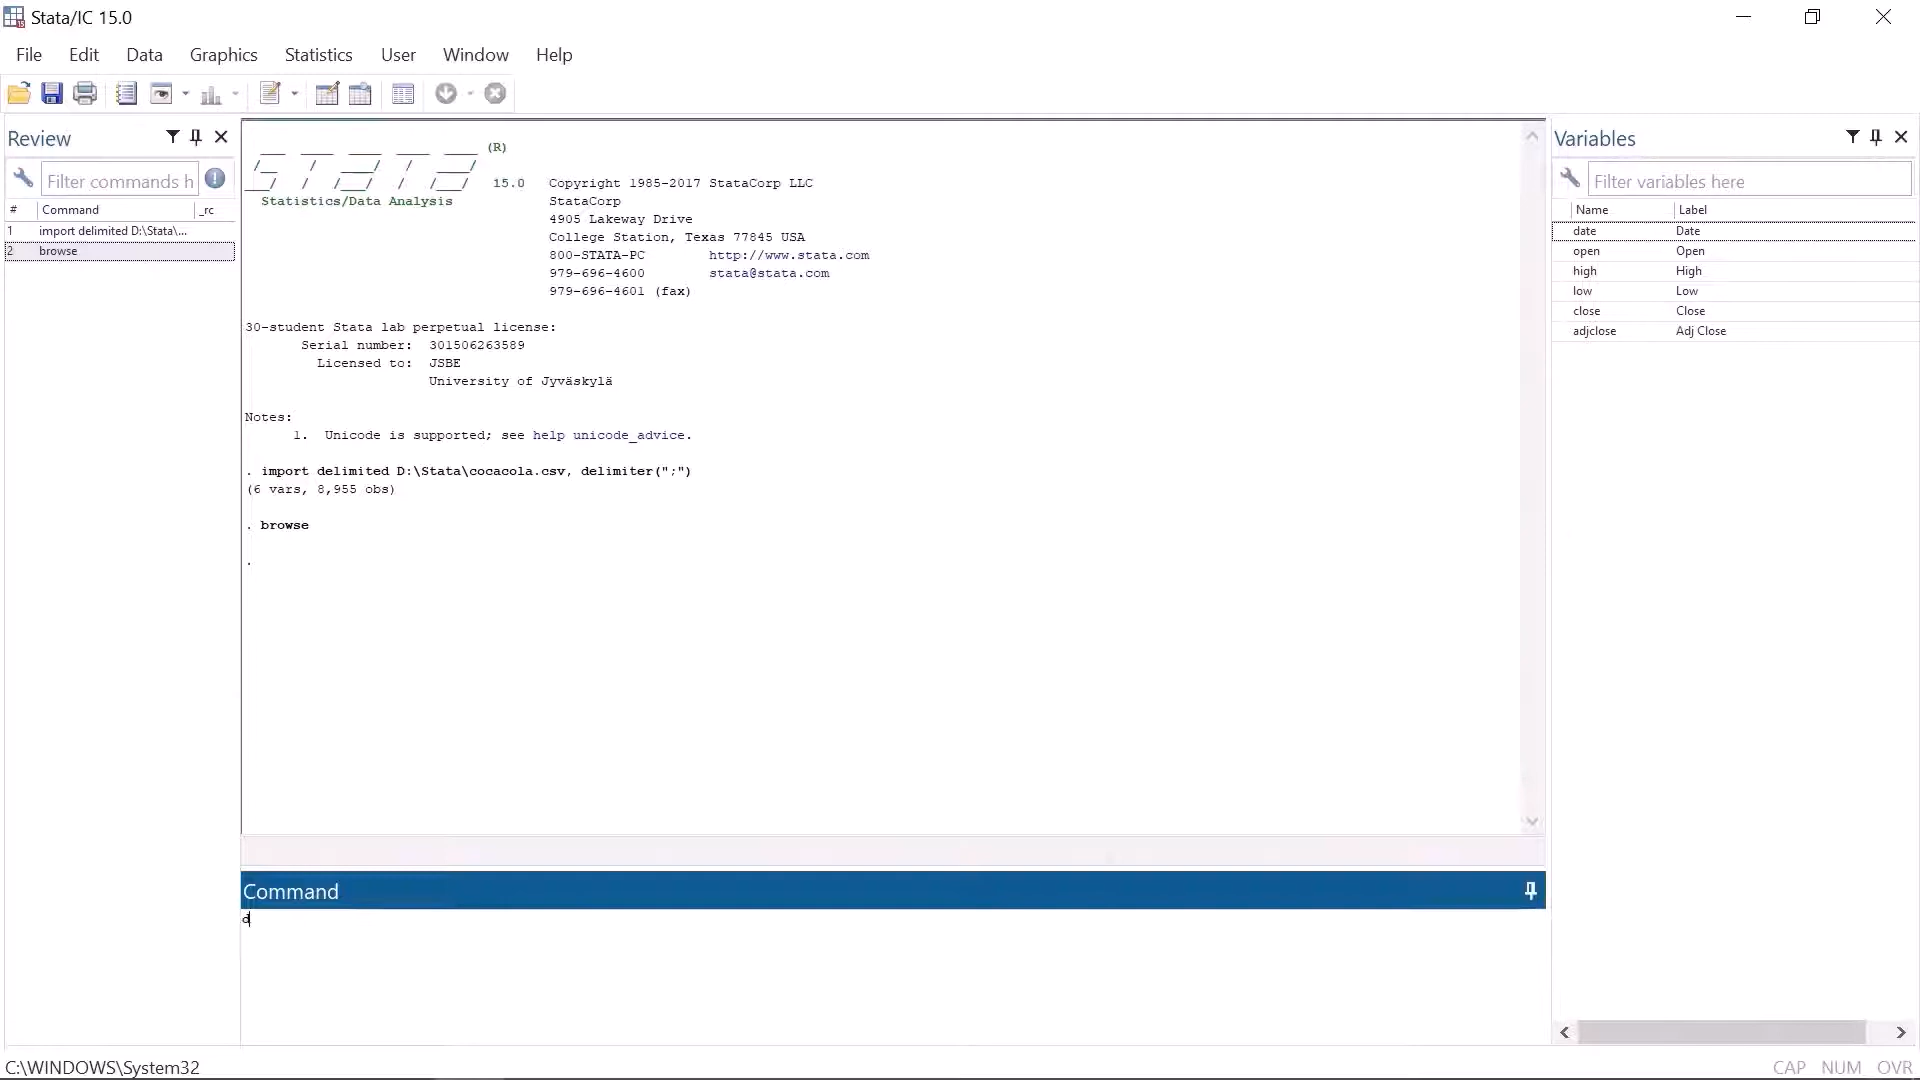 Stata/IC 15.0
File Edit Data Graphics Statistics User Window Help
Review
Filter commands h
# Command _rc
1 import delimited D:\Stata\...
2 browse
(R)
15.0 Copyright 1985-2017 StataCorp LLC
Statistics/Data Analysis StataCorp
4905 Lakeway Drive
College Station, Texas 77845 USA
800-STATA-PC http://www.stata.com
979-696-4600 stata@stata.com
979-696-4601 (fax)
30-student Stata lab perpetual license:
Serial number: 301506263589
Licensed to: JSBE
University of Jyväskylä
Notes:
1. Unicode is supported; see help unicode_advice.
. import delimited D:\Stata\cocacola.csv, delimiter(";")
(6 vars, 8,955 obs)
. browse
.
Command
d
Variables
Filter variables here
Name Label
date Date
open Open
high High
low Low
close Close
adjclose Adj Close
C:\WINDOWS\System32
CAP NUM OVR